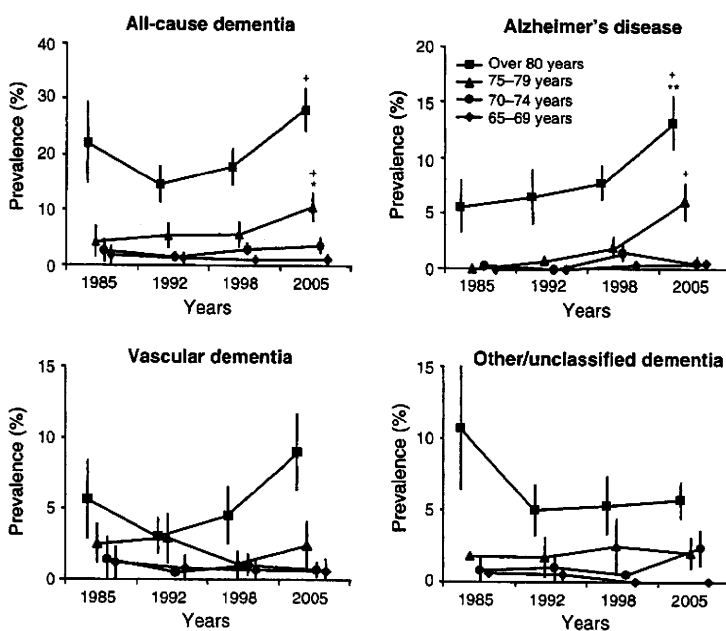 All-cause dementia
Prevalence (%)
40
30
20
10
0
+
+
*
1985 1992 1998 2005
Years
Alzheimer's disease
Prevalence (%)
20
15
10
5
0
Over 80 years
75–79 years
70–74 years
65–69 years
+
**
+
1985 1992 1998 2005
Years
Vascular dementia
Prevalence (%)
15
10
5
0
1985 1992 1998 2005
Years
Other/unclassified dementia
Prevalence (%)
15
10
5
0
1985 1992 1998 2005
Years